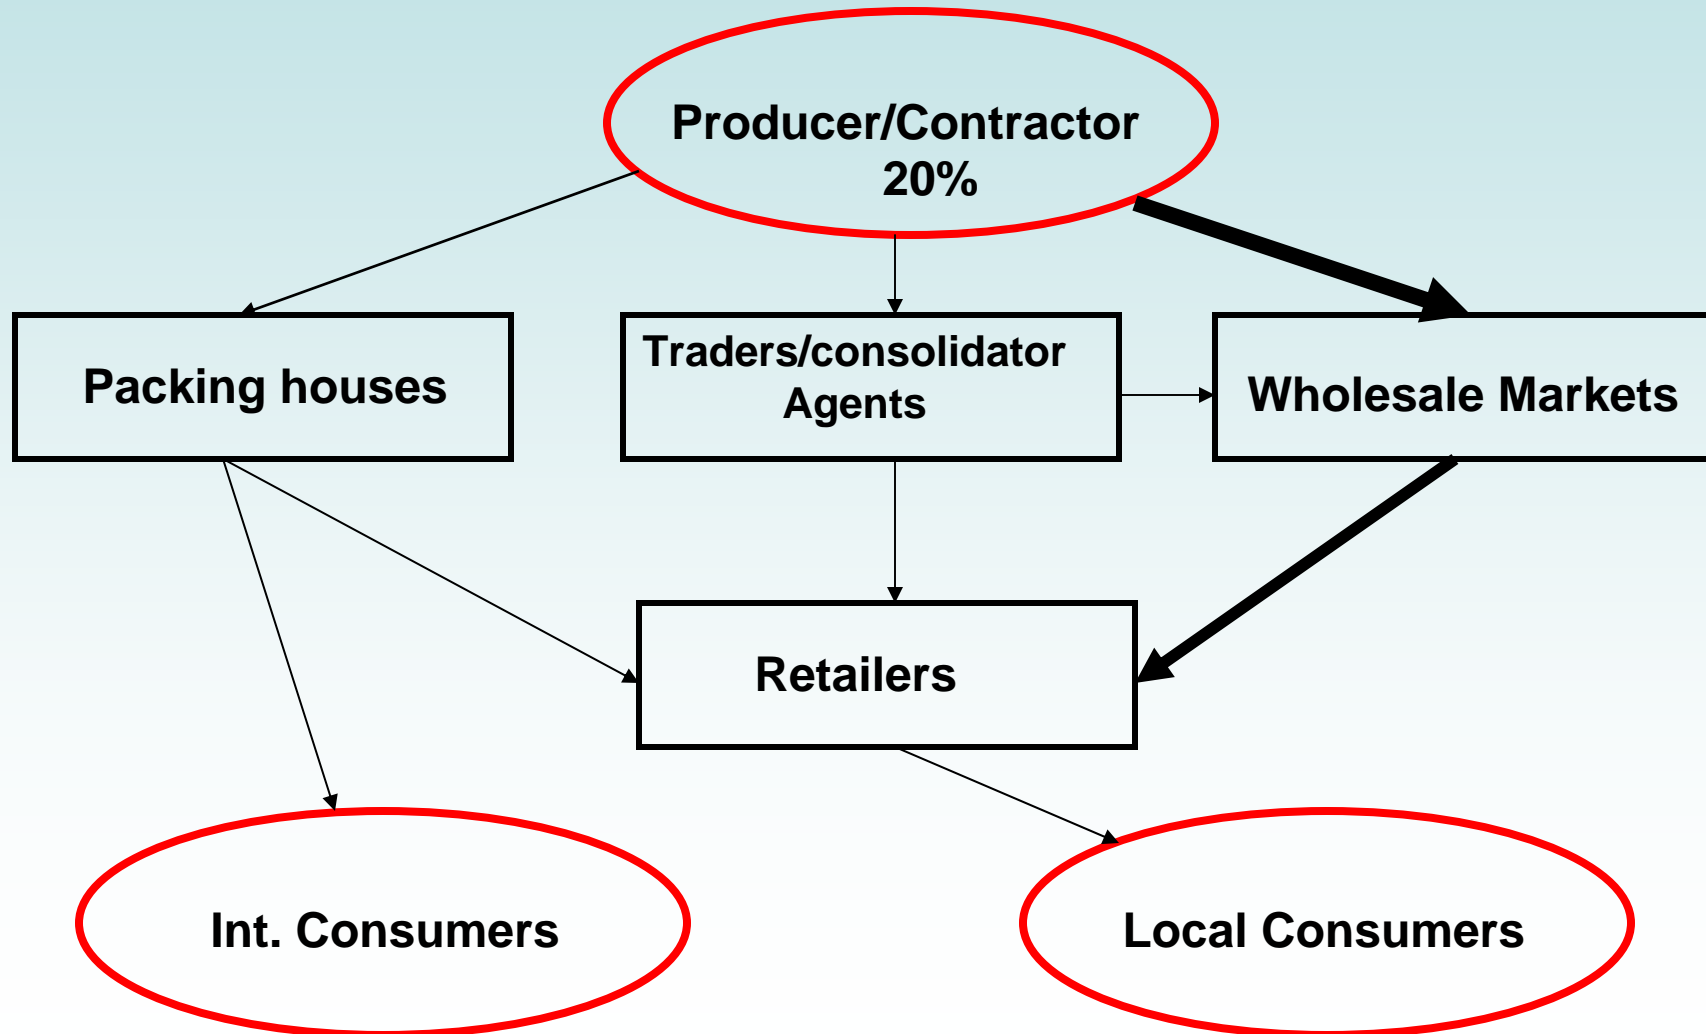 Producer/Contractor
20%
Packing houses
Traders/consolidator
Agents
Wholesale Markets
Retailers
Int. Consumers
Local Consumers